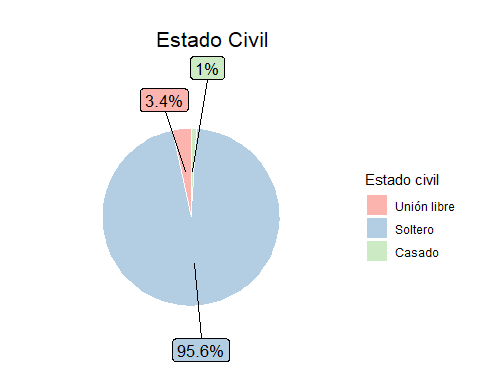 Estado Civil
1%
3.4%
Estado civil
Unión libre
Soltero
Casado
95.6%